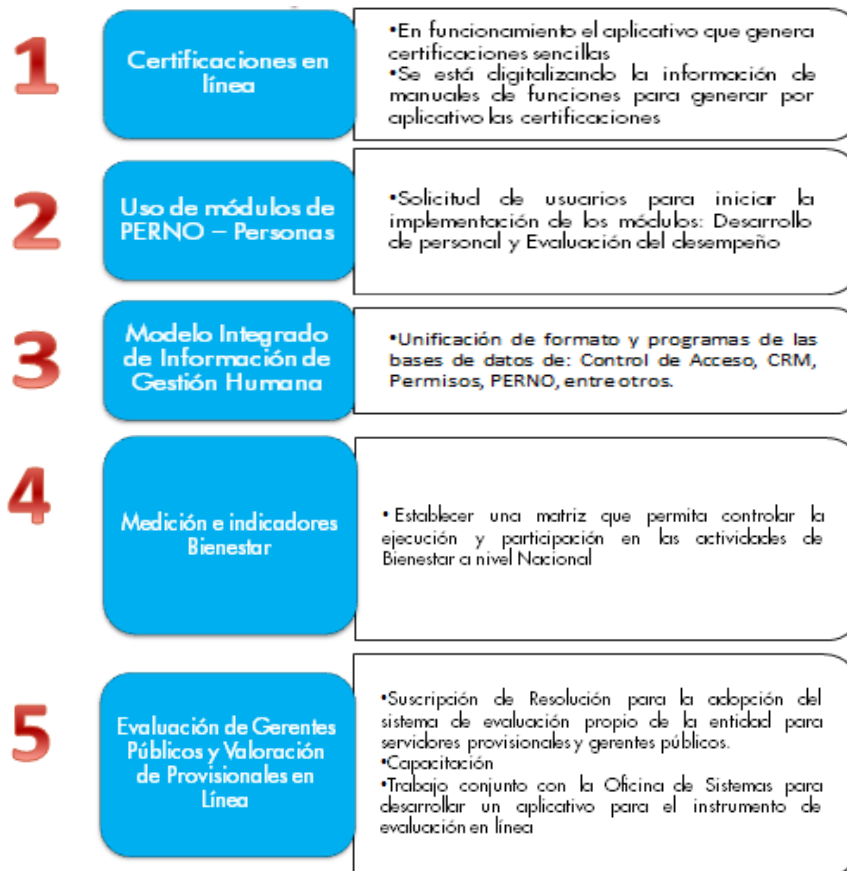 1
Certificaciones en
línea
•En funcionamiento el aplicativo que genera
certificaciones sencillas
•Se está digitalizando la información de
manuales de funciones para generar por
aplicativo las certificaciones
2
Uso de módulos de
PERNO – Personas
•Solicitud de usuarios para iniciar la
implementación de los módulos: Desarrollo
de personal y Evaluación del desempeño
3
Modelo Integrado
de Información de
Gestión Humana
•Unificación de formato y programas de las
bases de datos de: Control de Acceso, CRM,
Permisos, PERNO, entre otros.
4
Medición e indicadores
Bienestar
• Establecer una matriz que permita controlar la
ejecución y participación en las actividades de
Bienestar a nivel Nacional
5
Evaluación de Gerentes
Públicos y Valoración
de Provisionales en
Línea
•Suscripción de Resolución para la adopción del
sistema de evaluación propio de la entidad para
servidores provisionales y gerentes públicos.
•Capacitación
•Trabajo conjunto con la Oficina de Sistemas para
desarrollar un aplicativo para el instrumento de
evaluación en línea